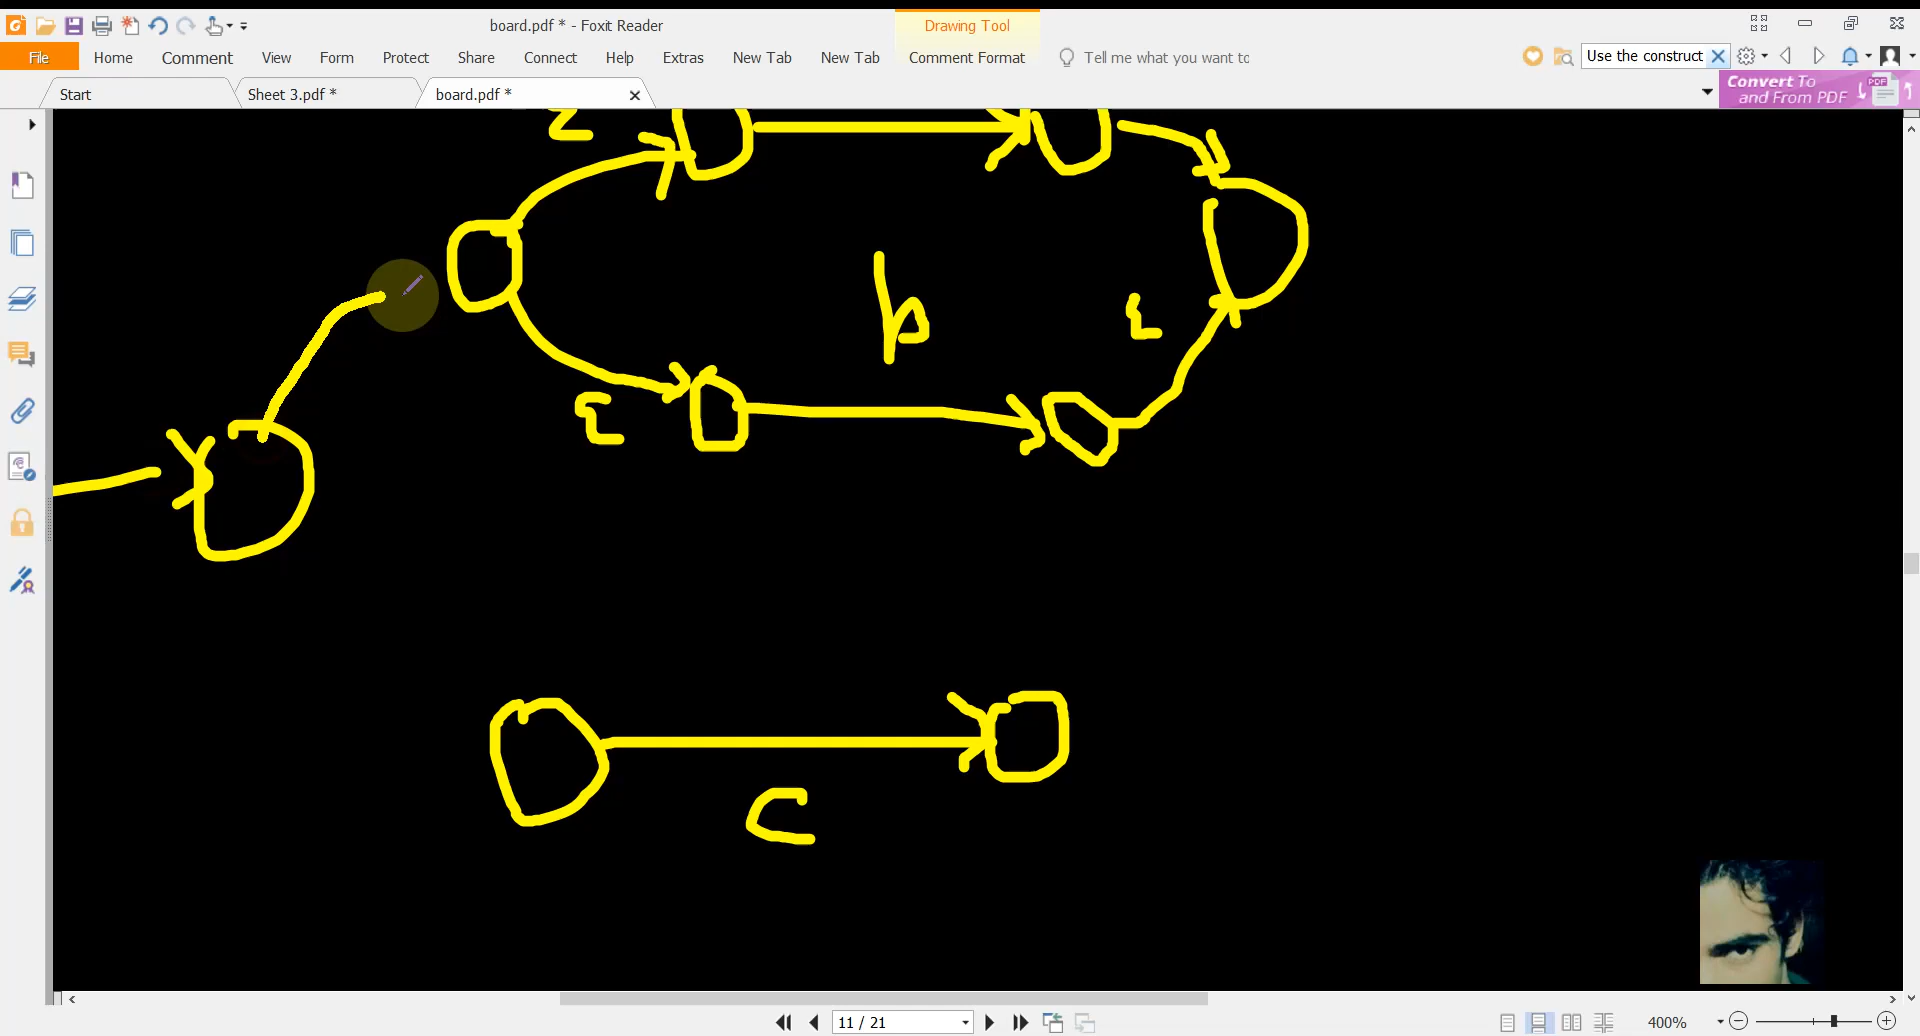 board.pdf * - Foxit Reader
Drawing Tool
File Home Comment View Form Protect Share Connect Help Extras New Tab New Tab Comment Format Tell me what you want to
Use the construct
Convert To
and From PDF
PDF
Start
Sheet 3.pdf *
board.pdf *
b
ε
c
11 / 21
400%